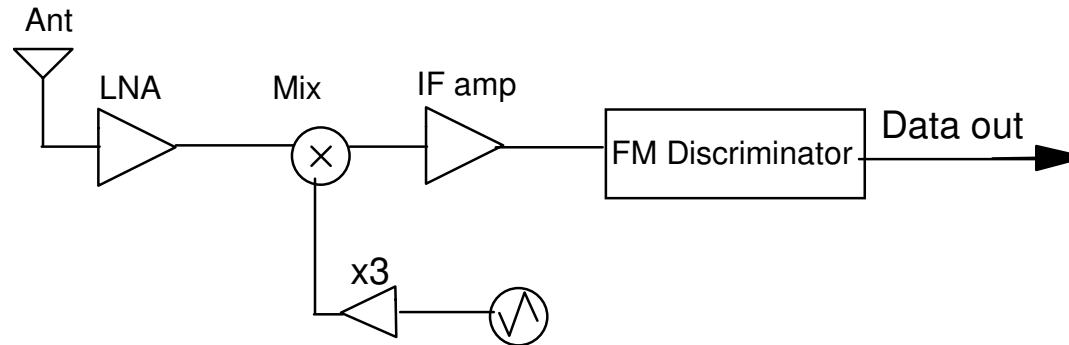 Ant
LNA
Mix
IF amp
FM Discriminator
Data out
x3